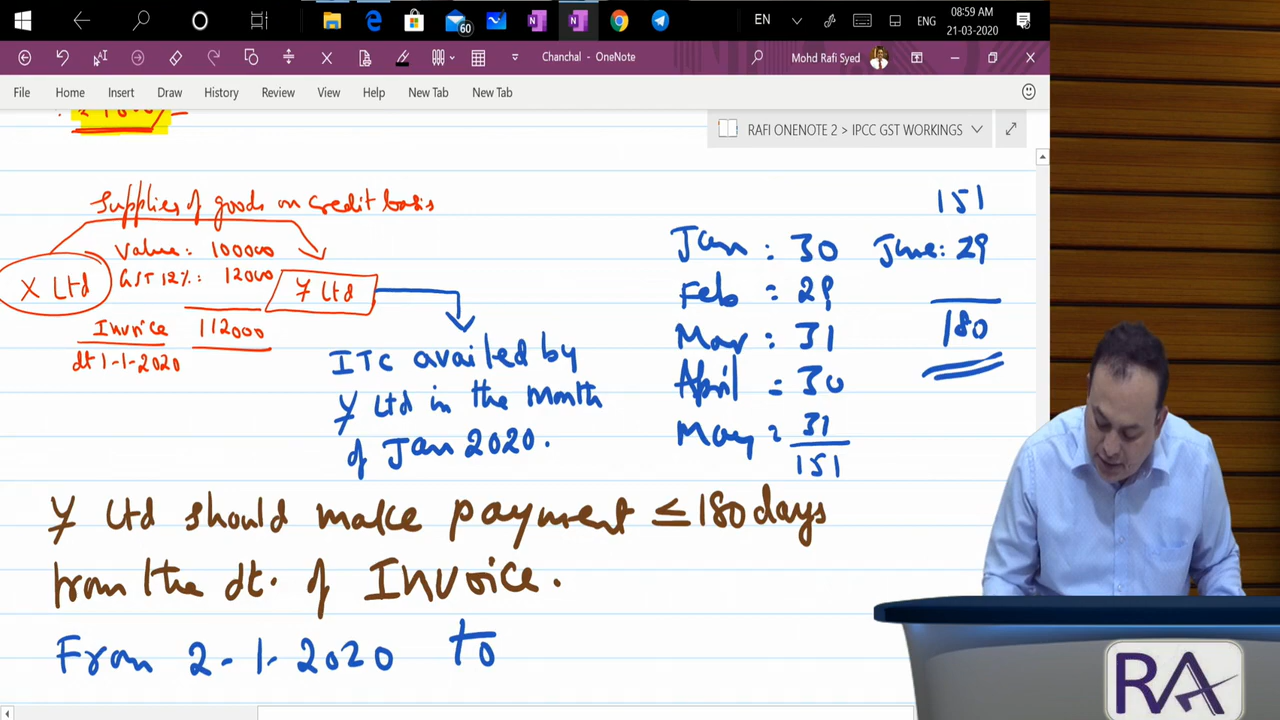 EN
ENG
08:59 AM
21-03-2020
60
Chanchal - OneNote
Mohd Rafi Syed
File Home Insert Draw History Review View Help New Tab New Tab
RAFI ONENOTE 2 > IPCC GST WORKINGS
Supplies of goods on credit basis
Value: 100000
GST 12%: 12000
X Ltd
Y Ltd
Invoice 112000
dt 1-1-2020
ITC availed by
Y Ltd in the month
of Jan 2020.
Jan : 30
Feb = 29
Mar : 31
April = 30
May = 31
151
151
June: 29
180
Y Ltd should make payment ≤ 180 days
from the dt. of Invoice.
From 2-1-2020 to
RA